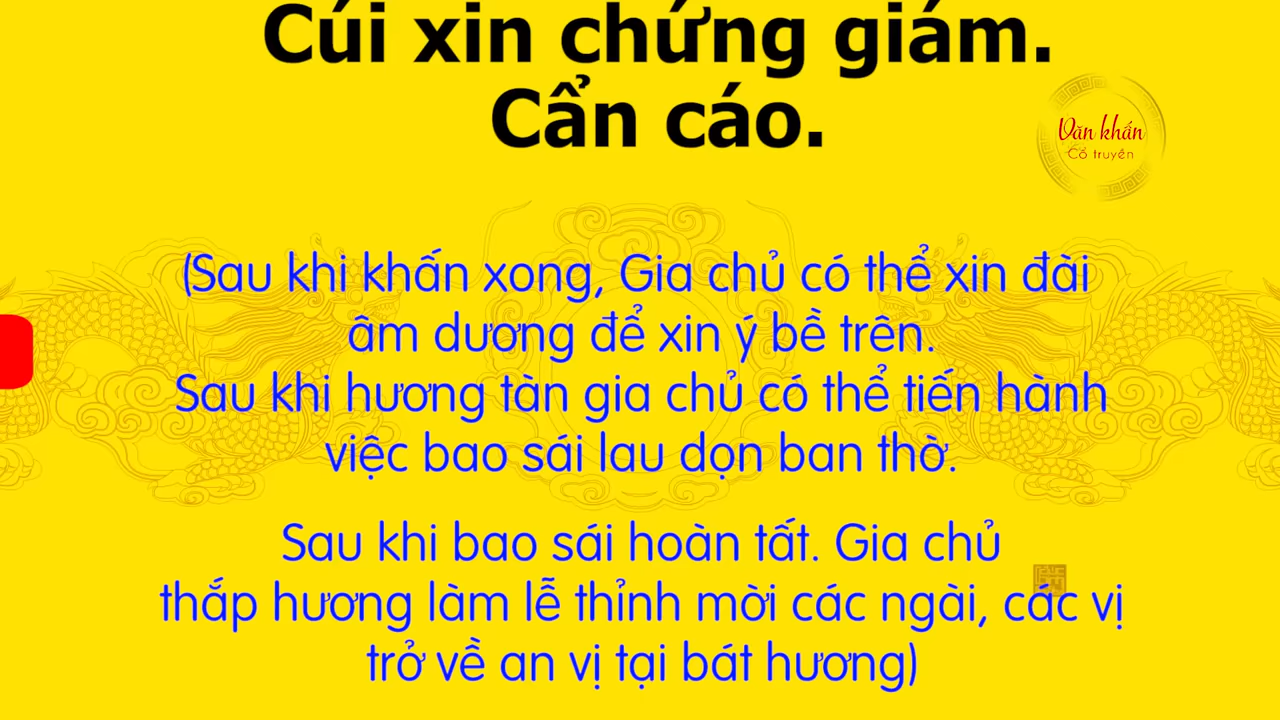 Cúi xin chứng giám.
Cẩn cáo.
Văn khấn
Cổ truyền
(Sau khi khấn xong, Gia chủ có thể xin đài
âm dương để xin ý bề trên.
Sau khi hương tàn gia chủ có thể tiến hành
việc bao sái lau dọn ban thờ.
Sau khi bao sái hoàn tất. Gia chủ
thắp hương làm lễ thỉnh mời các ngài, các vị
trở về an vị tại bát hương)